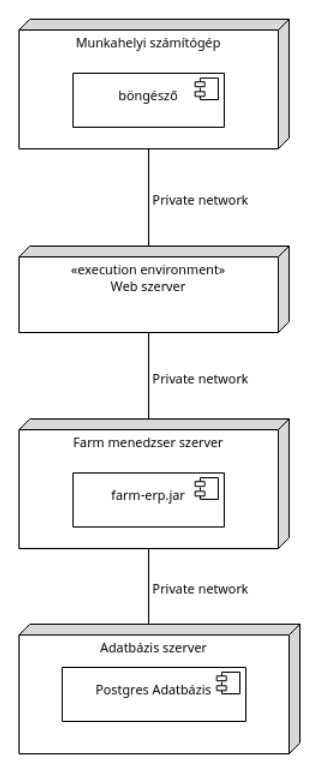 Munkahelyi számítógép
böngésző
Private network
«execution environment»
Web szerver
Private network
Farm menedzser szerver
farm-erp.jar
Private network
Adatbázis szerver
Postgres Adatbázis